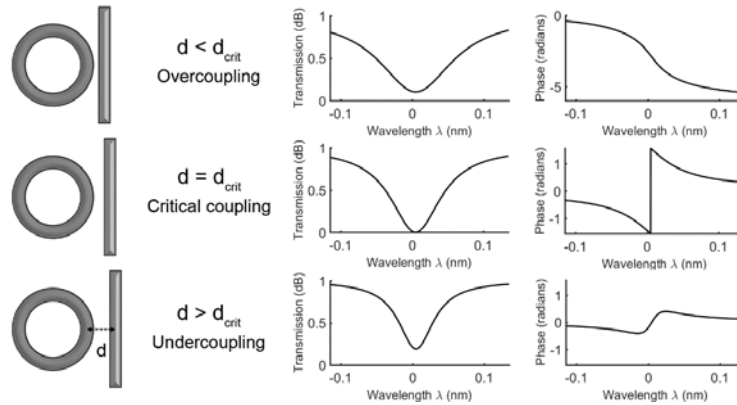 d < dcrit
Overcoupling
Transmission (dB)
1
0.5
0
-0.1
0
0.1
Wavelength λ (nm)
Phase (radians)
0
-5
-0.1
0
0.1
Wavelength λ (nm)
d = dcrit
Critical coupling
Transmission (dB)
1
0.5
0
-0.1
0
0.1
Wavelength λ (nm)
Phase (radians)
1
0
-1
-0.1
0
0.1
Wavelength λ (nm)
d
d > dcrit
Undercoupling
Transmission (dB)
1
0.5
0
-0.1
0
0.1
Wavelength λ (nm)
Phase (radians)
1
0
-1
-0.1
0
0.1
Wavelength λ (nm)